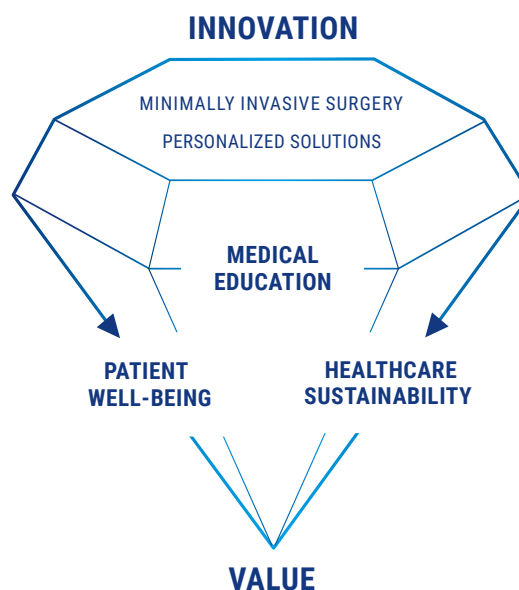 INNOVATION
MINIMALLY INVASIVE SURGERY
PERSONALIZED SOLUTIONS
MEDICAL
EDUCATION
PATIENT
WELL-BEING
HEALTHCARE
SUSTAINABILITY
VALUE